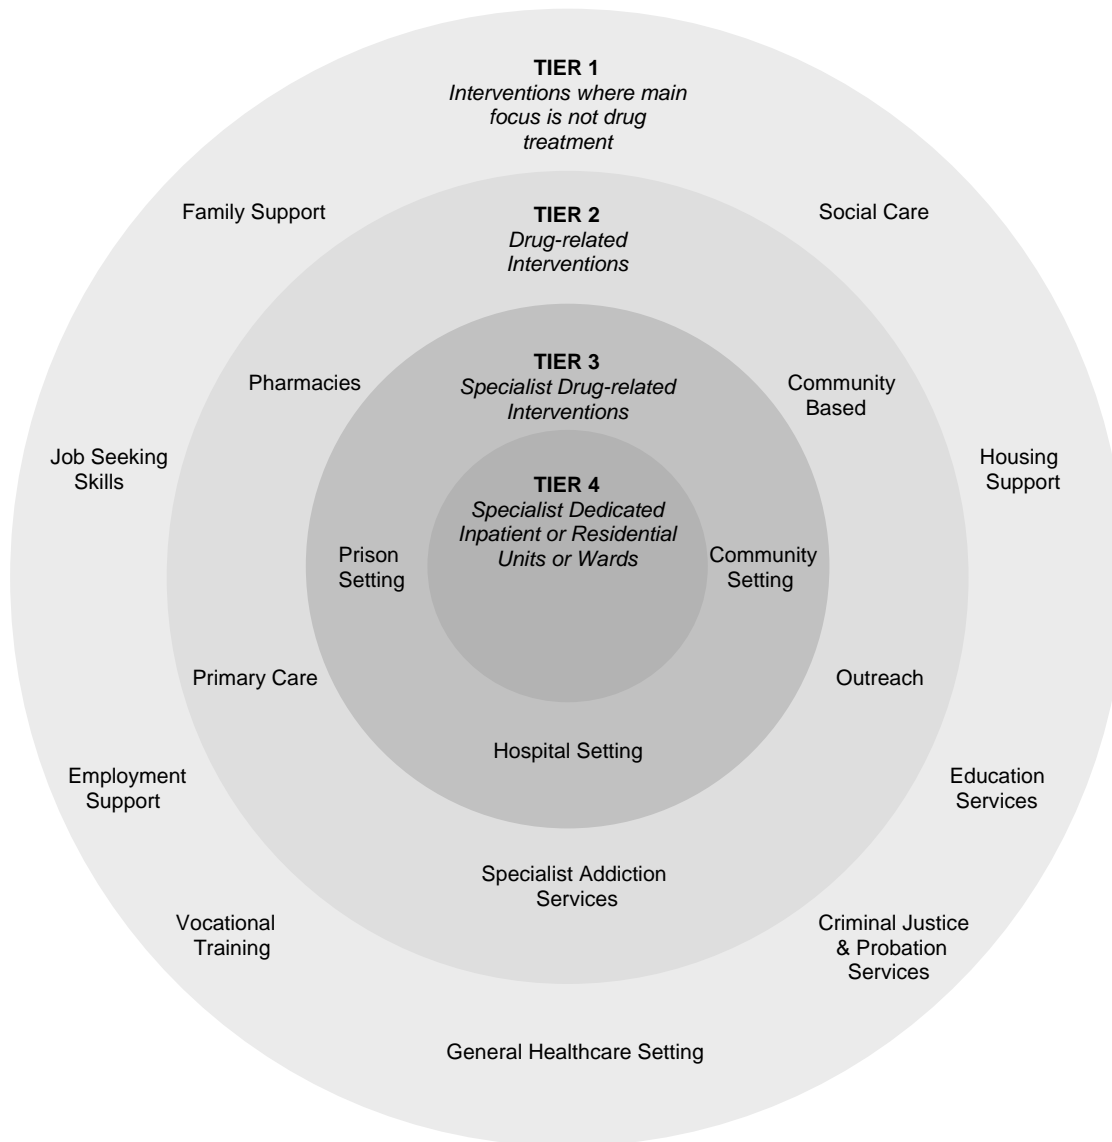 TIER 1
Interventions where main
focus is not drug
treatment
Family Support
Social Care
TIER 2
Drug-related
Interventions
TIER 3
Specialist Drug-related
Interventions
Pharmacies
Community
Based
Job Seeking
Skills
Housing
Support
TIER 4
Specialist Dedicated
Inpatient or Residential
Units or Wards
Prison
Setting
Community
Setting
Primary Care
Outreach
Hospital Setting
Employment
Support
Education
Services
Specialist Addiction
Services
Vocational
Training
Criminal Justice
& Probation
Services
General Healthcare Setting